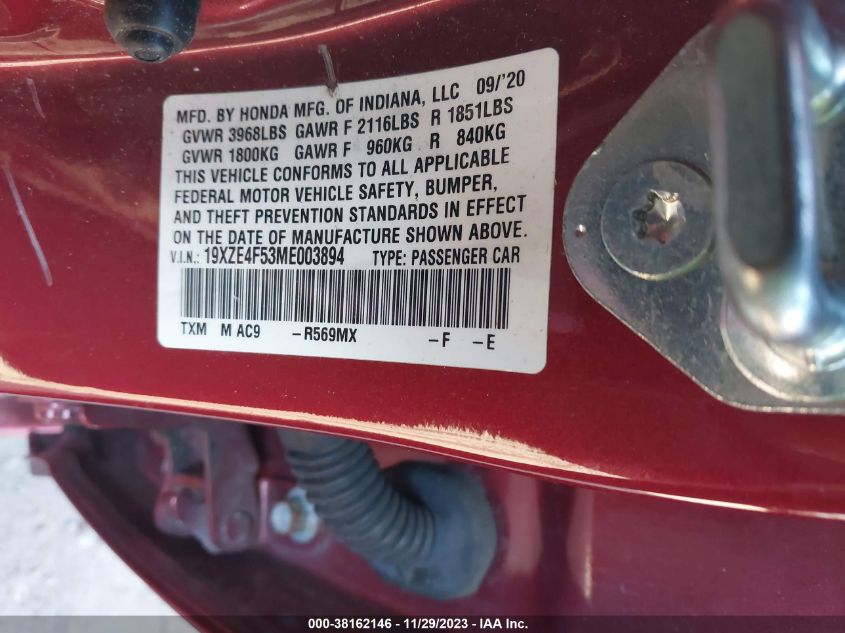 MFD. BY HONDA MFG. OF INDIANA, LLC 09/'20
GVWR 3968LBS GAWR F 2116LBS R 1851LBS
GVWR 1800KG GAWR F 960KG R 840KG
THIS VEHICLE CONFORMS TO ALL APPLICABLE
FEDERAL MOTOR VEHICLE SAFETY, BUMPER,
AND THEFT PREVENTION STANDARDS IN EFFECT
ON THE DATE OF MANUFACTURE SHOWN ABOVE.
V.I.N.: 19XZE4F53ME003894 TYPE: PASSENGER CAR
TXM M AC9 -R569MX -F -E
000-38162146 - 11/29/2023 - IAA Inc.